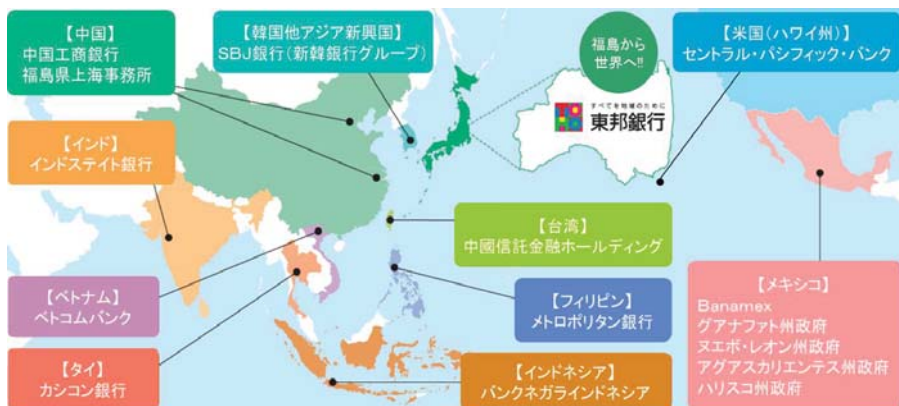 【中国】
中国工商銀行
福島県上海事務所
【韓国他アジア新興国】
SBJ銀行(新韓銀行グループ)
福島から
世界へ!!
【米国(ハワイ州)】
セントラル・パシフィック・バンク
すべてを地域のために
東邦銀行
【インド】
インドステイト銀行
【台湾】
中國信託金融ホールディング
【ベトナム】
ベトコムバンク
【フィリピン】
メトロポリタン銀行
【メキシコ】
Banamex
グアナファト州政府
ヌエボ・レオン州政府
アグアスカリエンテス州政府
ハリスコ州政府
【タイ】
カシコン銀行
【インドネシア】
バンクネガラインドネシア